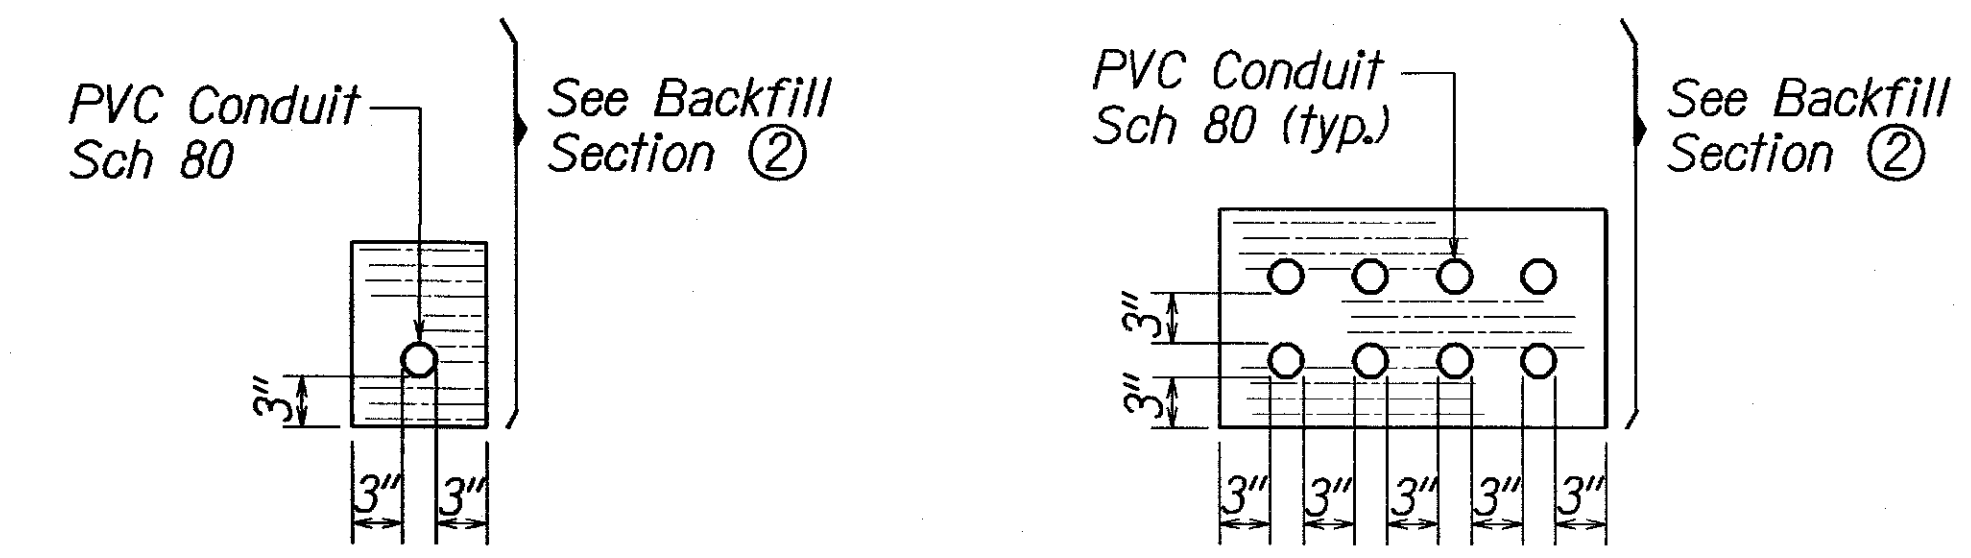 PVC Conduit
Sch 80
See Backfill
Section ②
3"
3"
3"
PVC Conduit
Sch 80 (typ.)
See Backfill
Section ②
3"
3"
3"
3"
3"
3"
3"